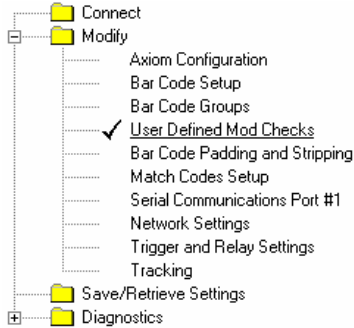 Connect
Modify
Axiom Configuration
Bar Code Setup
Bar Code Groups
User Defined Mod Checks
Bar Code Padding and Stripping
Match Codes Setup
Serial Communications Port #1
Network Settings
Trigger and Relay Settings
Tracking
Save/Retrieve Settings
Diagnostics